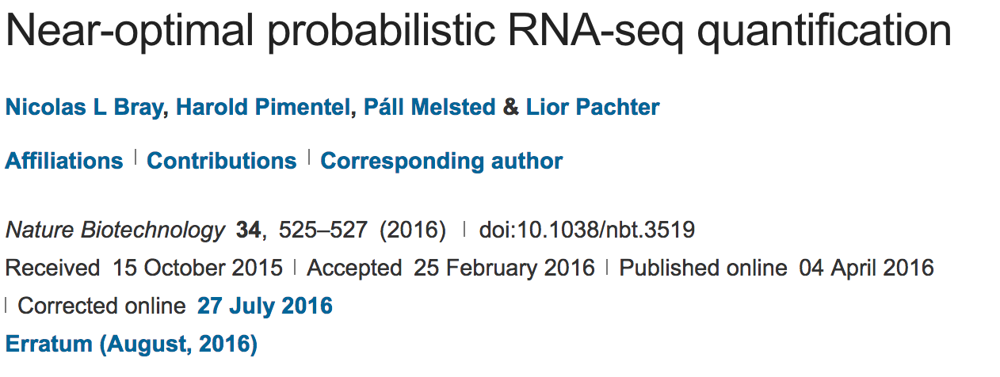 Near-optimal probabilistic RNA-seq quantification
Nicolas L Bray, Harold Pimentel, Páll Melsted & Lior Pachter
Affiliations | Contributions | Corresponding author
Nature Biotechnology 34, 525–527 (2016) | doi:10.1038/nbt.3519
Received 15 October 2015 | Accepted 25 February 2016 | Published online 04 April 2016
| Corrected online 27 July 2016
Erratum (August, 2016)